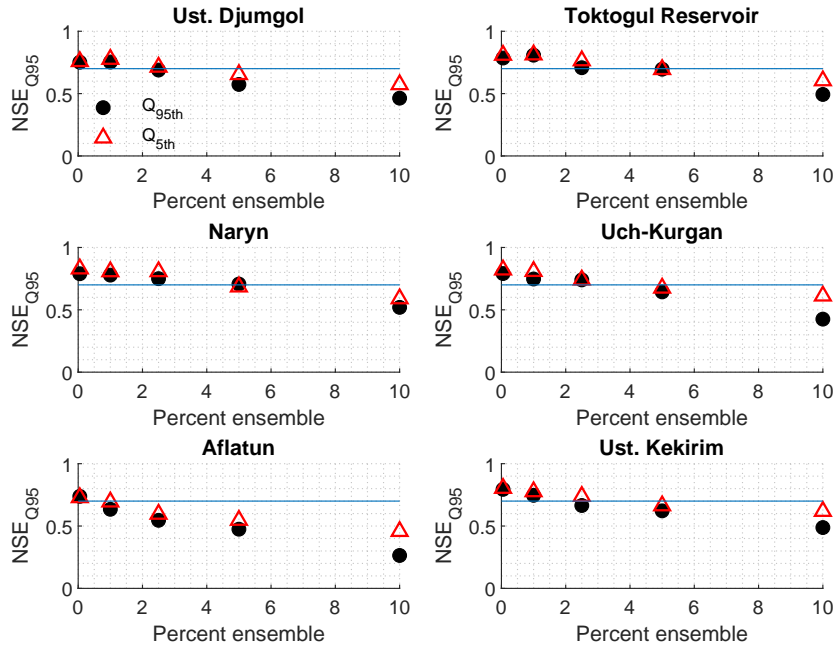 Ust. Djumgol
1
0.5
0
NSE_Q95
Q_95th
Q_5th
0 2 4 6 8 10
Percent ensemble
Toktogul Reservoir
1
0.5
0
NSE_Q95
0 2 4 6 8 10
Percent ensemble
Naryn
1
0.5
0
NSE_Q95
0 2 4 6 8 10
Percent ensemble
Uch-Kurgan
1
0.5
0
NSE_Q95
0 2 4 6 8 10
Percent ensemble
Aflatun
1
0.5
0
NSE_Q95
0 2 4 6 8 10
Percent ensemble
Ust. Kekirim
1
0.5
0
NSE_Q95
0 2 4 6 8 10
Percent ensemble